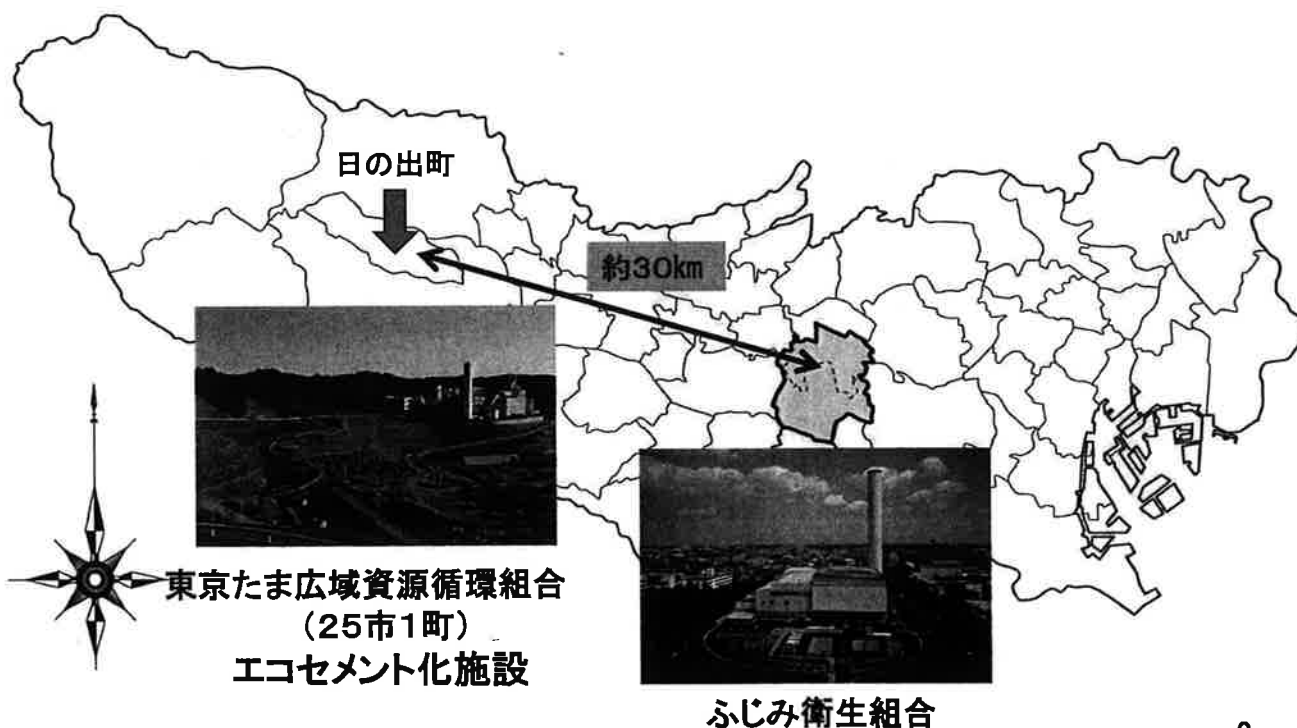 日の出町
約30km
東京たま広域資源循環組合
(25市1町)
エコセメント化施設
ふじみ衛生組合